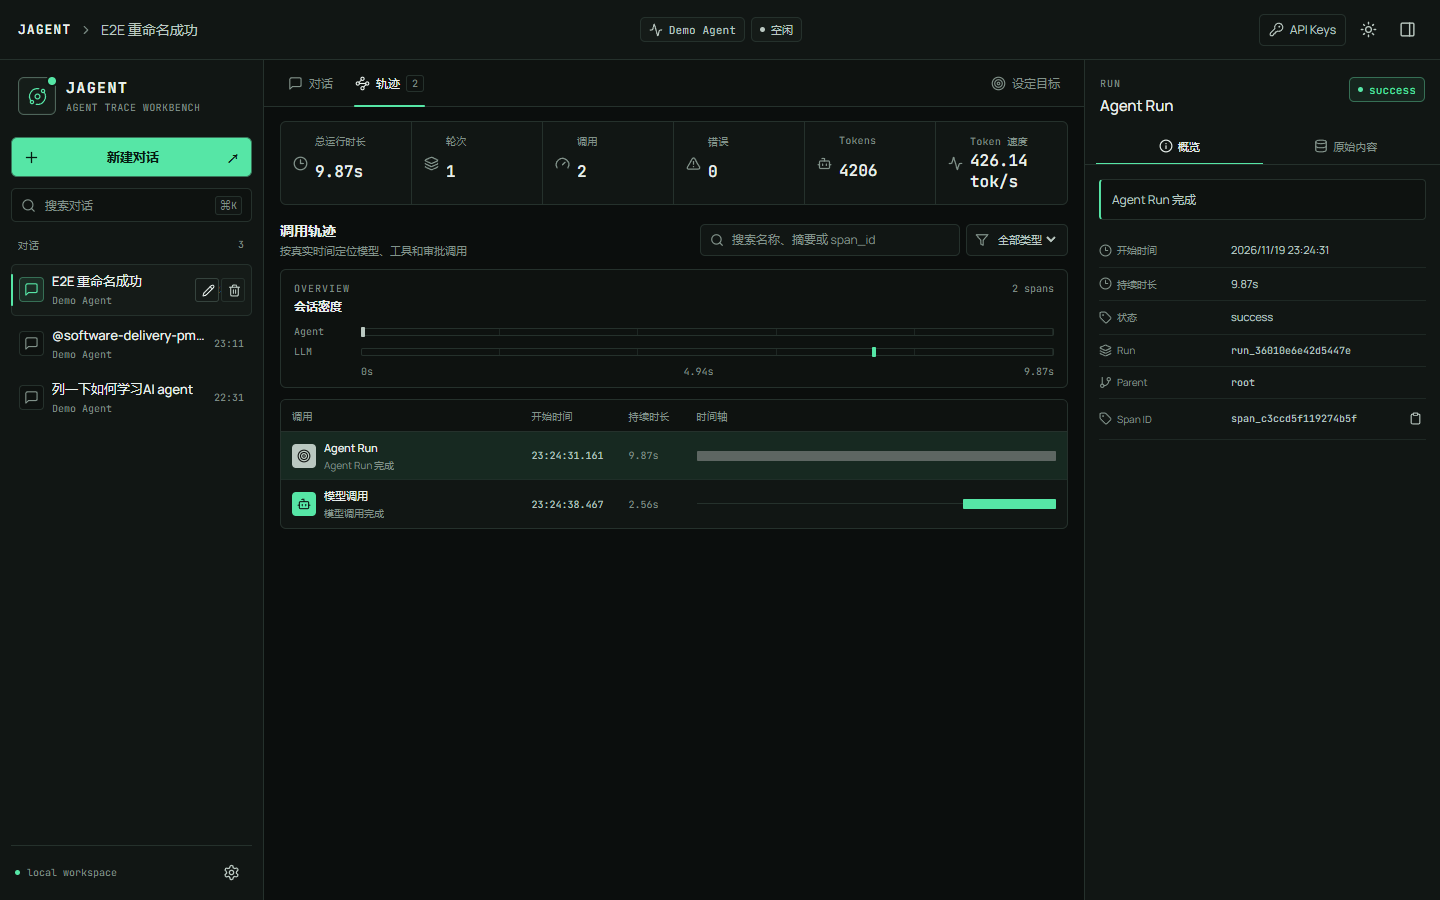 JAGENT > E2E 重命名成功
Demo Agent
空闲
API Keys
JAGENT
AGENT TRACE WORKBENCH
新建对话
搜索对话 ⌘K
对话 3
E2E 重命名成功
Demo Agent
@software-delivery-pm... 23:11
Demo Agent
列一下如何学习AI agent 22:31
Demo Agent
local workspace
对话 轨迹 2 设定目标
总运行时长 9.87s
轮次 1
调用 2
错误 0
Tokens 4206
Token 速度 426.14 tok/s
调用轨迹
按真实时间定位模型、工具和审批调用
搜索名称、摘要或 span_id
全部类型
OVERVIEW 2 spans
会话密度
Agent
LLM
0s 4.94s 9.87s
调用 开始时间 持续时长 时间轴
Agent Run 23:24:31.161 9.87s
Agent Run 完成
模型调用 23:24:38.467 2.56s
模型调用完成
RUN
Agent Run
success
概览 原始内容
Agent Run 完成
开始时间 2026/11/19 23:24:31
持续时长 9.87s
状态 success
Run run_36010e6e42d5447e
Parent root
Span ID span_c3ccd5f119274b5f